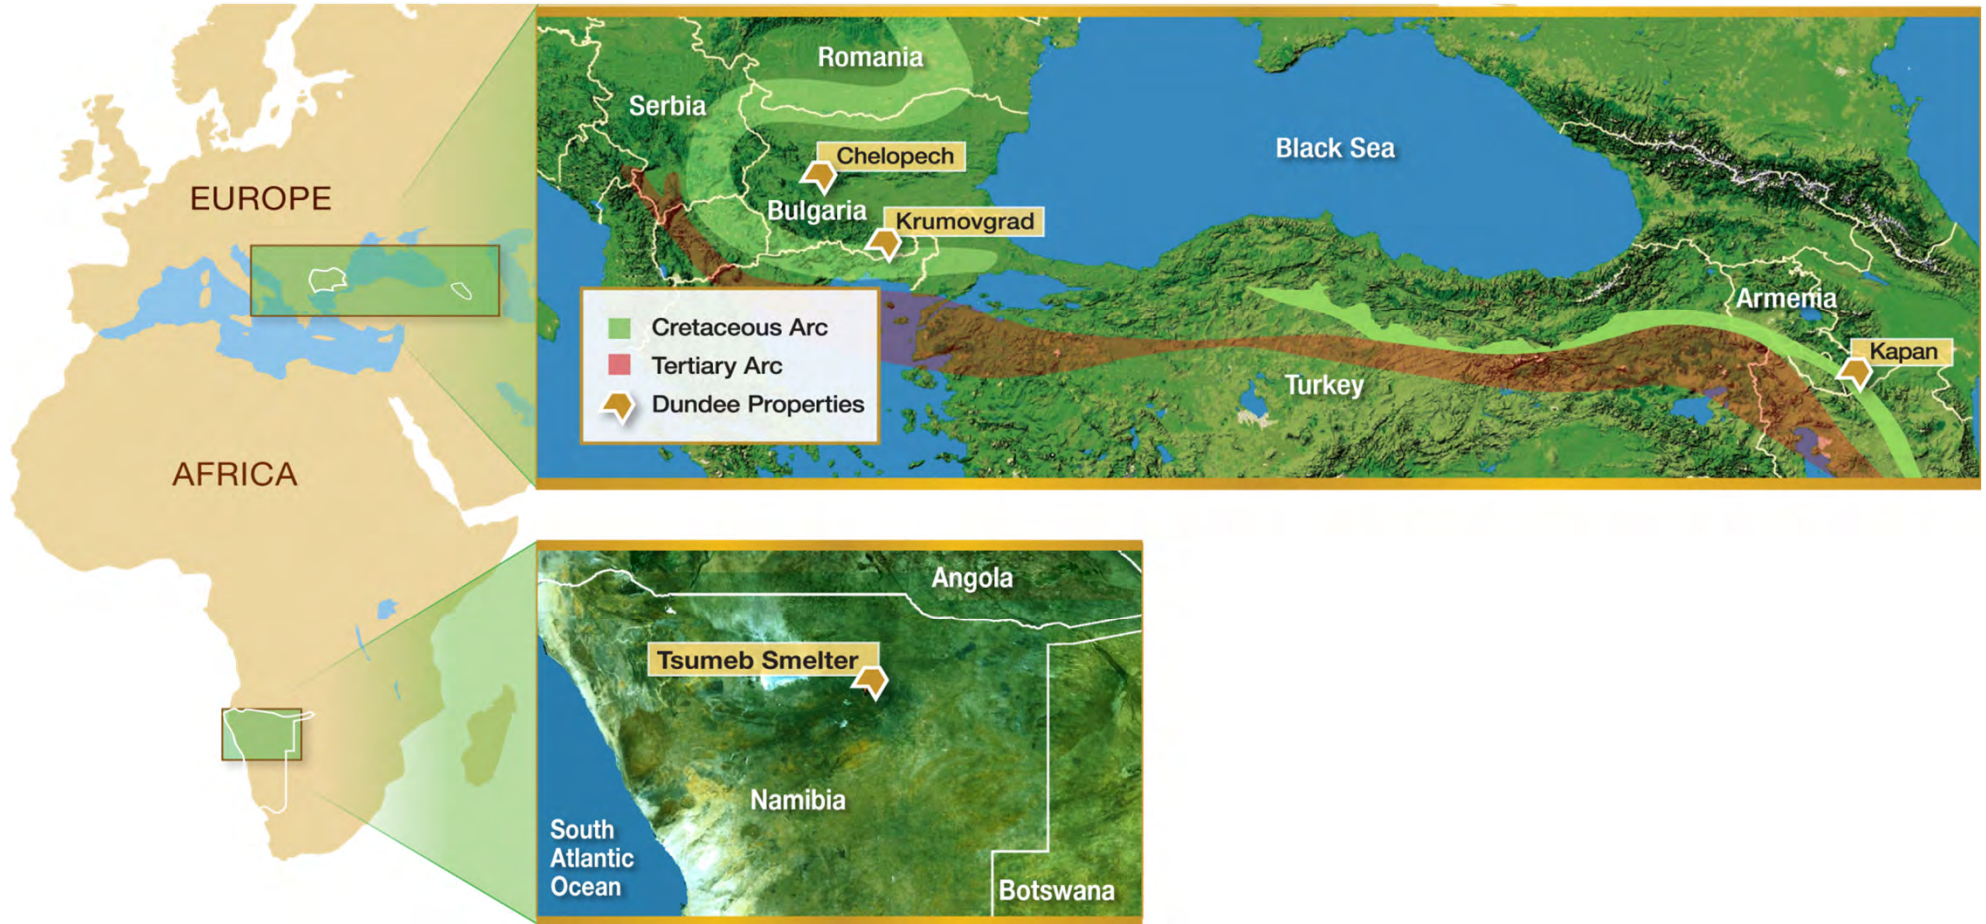 EUROPE
AFRICA
Romania
Serbia
Black Sea
Chelopech
Bulgaria
Krumovgrad
Armenia
Kapan
Turkey
Cretaceous Arc
Tertiary Arc
Dundee Properties
Angola
Tsumeb Smelter
Namibia
South
Atlantic
Ocean
Botswana